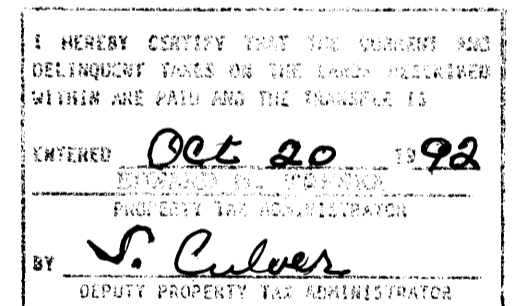 I HEREBY CERTIFY THAT THE CURRENT AND
DELINQUENT TAXES ON THE LANDS DESCRIBED
WITHIN ARE PAID AND THE TRANSFER IS
ENTERED Oct 20 1992
PROPERTY TAX ADMINISTRATOR
BY V. Culver
DEPUTY PROPERTY TAX ADMINISTRATOR